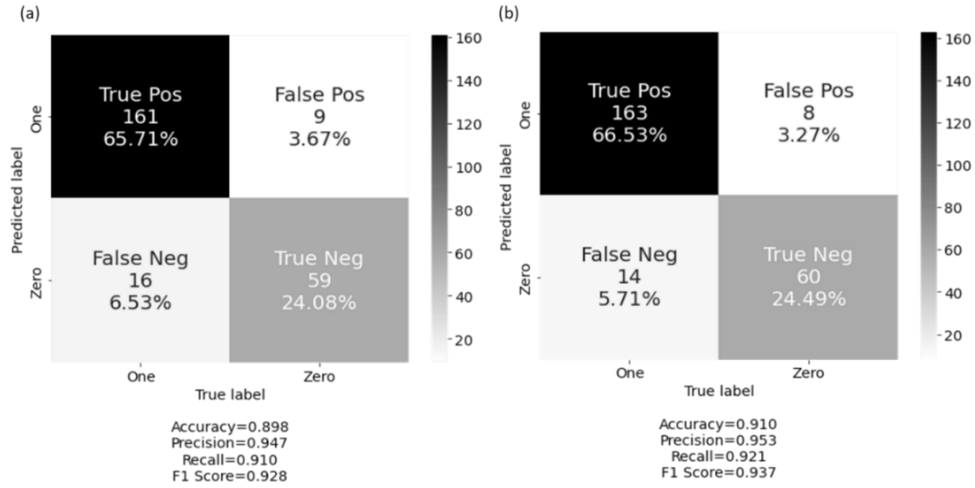 (a)
True Pos
161
65.71%
False Pos
9
3.67%
False Neg
16
6.53%
True Neg
59
24.08%
One
Zero
Predicted label
One
Zero
True label
160
140
120
100
80
60
40
20
Accuracy=0.898
Precision=0.947
Recall=0.910
F1 Score=0.928
(b)
True Pos
163
66.53%
False Pos
8
3.27%
False Neg
14
5.71%
True Neg
60
24.49%
One
Zero
Predicted label
One
Zero
True label
160
140
120
100
80
60
40
20
Accuracy=0.910
Precision=0.953
Recall=0.921
F1 Score=0.937